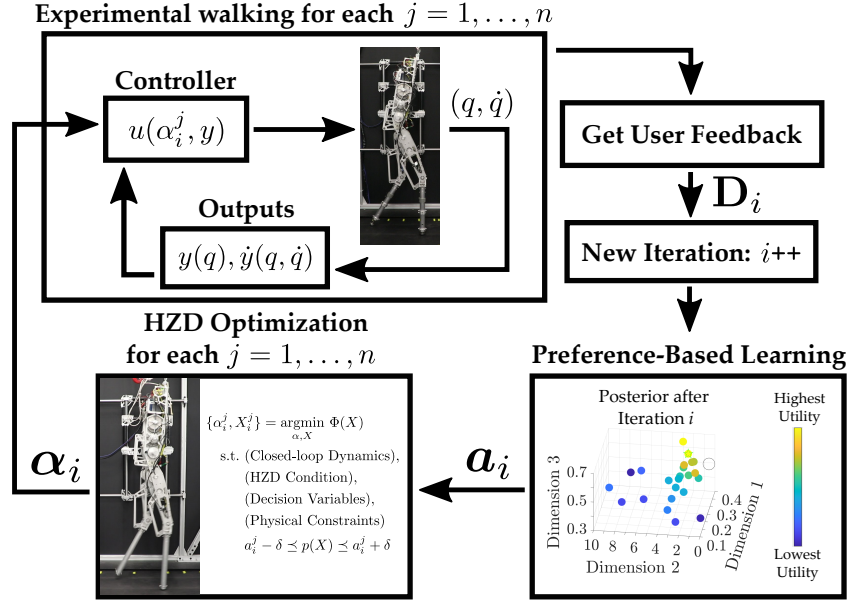 Experimental walking for each j = 1, . . . , n
Controller
u(α_i^j, y)
(q, q̇)
Outputs
y(q), ẏ(q, q̇)
Get User Feedback
D_i
New Iteration: i++
HZD Optimization
for each j = 1, . . . , n
{α_i^j, X_i^j} = argmin Φ(X)
α,X
s.t. (Closed-loop Dynamics),
(HZD Condition),
(Decision Variables),
(Physical Constraints)
a_i^j − δ ⪯ p(X) ⪯ a_i^j + δ
α_i
a_i
Preference-Based Learning
Posterior after
Iteration i
Highest
Utility
Lowest
Utility
Dimension 3
0.7
0.5
0.3
10 8 6 4 2 0
Dimension 2
0.4
0.3
0.2
0.1
Dimension 1